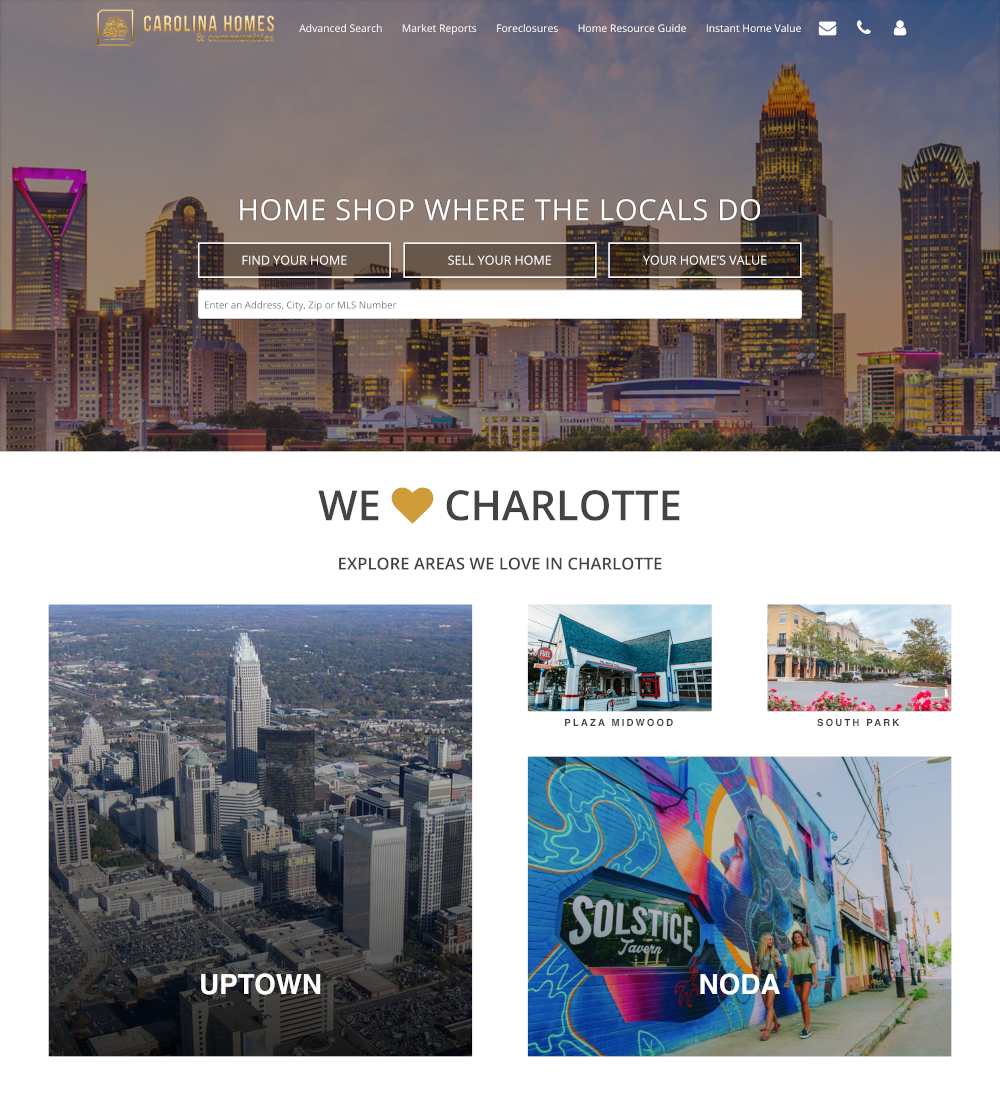 CAROLINA HOMES
& communities
Advanced Search Market Reports Foreclosures Home Resource Guide Instant Home Value
HOME SHOP WHERE THE LOCALS DO
FIND YOUR HOME SELL YOUR HOME YOUR HOME'S VALUE
Enter an Address, City, Zip or MLS Number
WE CHARLOTTE
EXPLORE AREAS WE LOVE IN CHARLOTTE
PLAZA MIDWOOD SOUTH PARK
SOLSTICE
Tavern
UPTOWN NODA